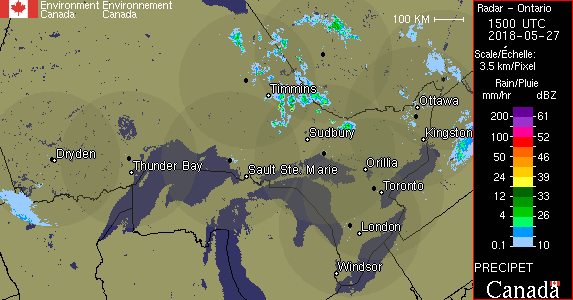 Environment Environnement
Canada Canada
100 KM
Timmins
Ottawa
Sudbury
Kingston
Dryden
Thunder Bay
Sault Ste. Marie
Orillia
Toronto
London
Windsor
Radar - Ontario
1500 UTC
2018-05-27
Scale/Échelle:
3.5 km/Pixel
Rain/Pluie
mm/hr dBZ
200 61
100 52
50 46
24 39
12 33
4 26
0.1 10
PRECIPET
Canada